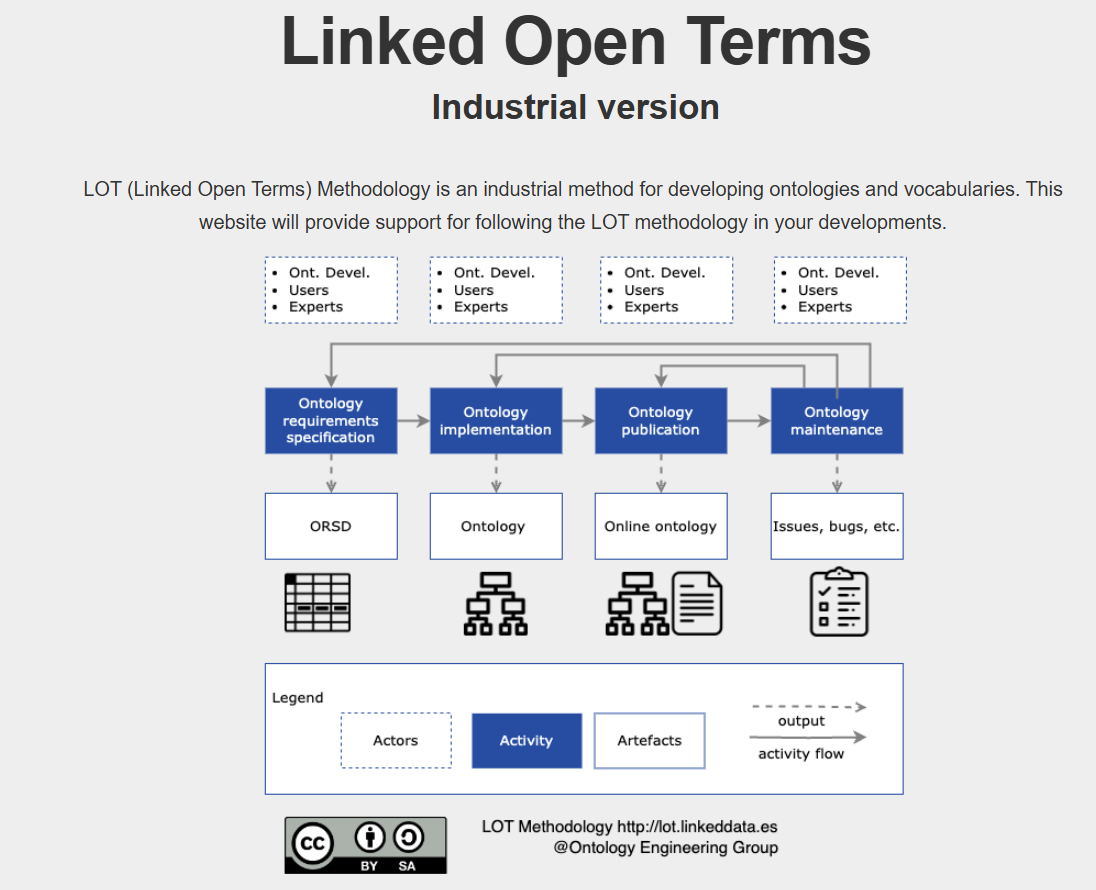 Linked Open Terms
Industrial version
LOT (Linked Open Terms) Methodology is an industrial method for developing ontologies and vocabularies. This
website will provide support for following the LOT methodology in your developments.
• Ont. Devel.
• Users
• Experts
• Ont. Devel.
• Users
• Experts
• Ont. Devel.
• Users
• Experts
• Ont. Devel.
• Users
• Experts
Ontology
requirements
specification
Ontology
implementation
Ontology
publication
Ontology
maintenance
ORSD
Ontology
Online ontology
Issues, bugs, etc.
Legend
Actors
Activity
Artefacts
output
activity flow
cc
BY SA
LOT Methodology http://lot.linkeddata.es
@Ontology Engineering Group